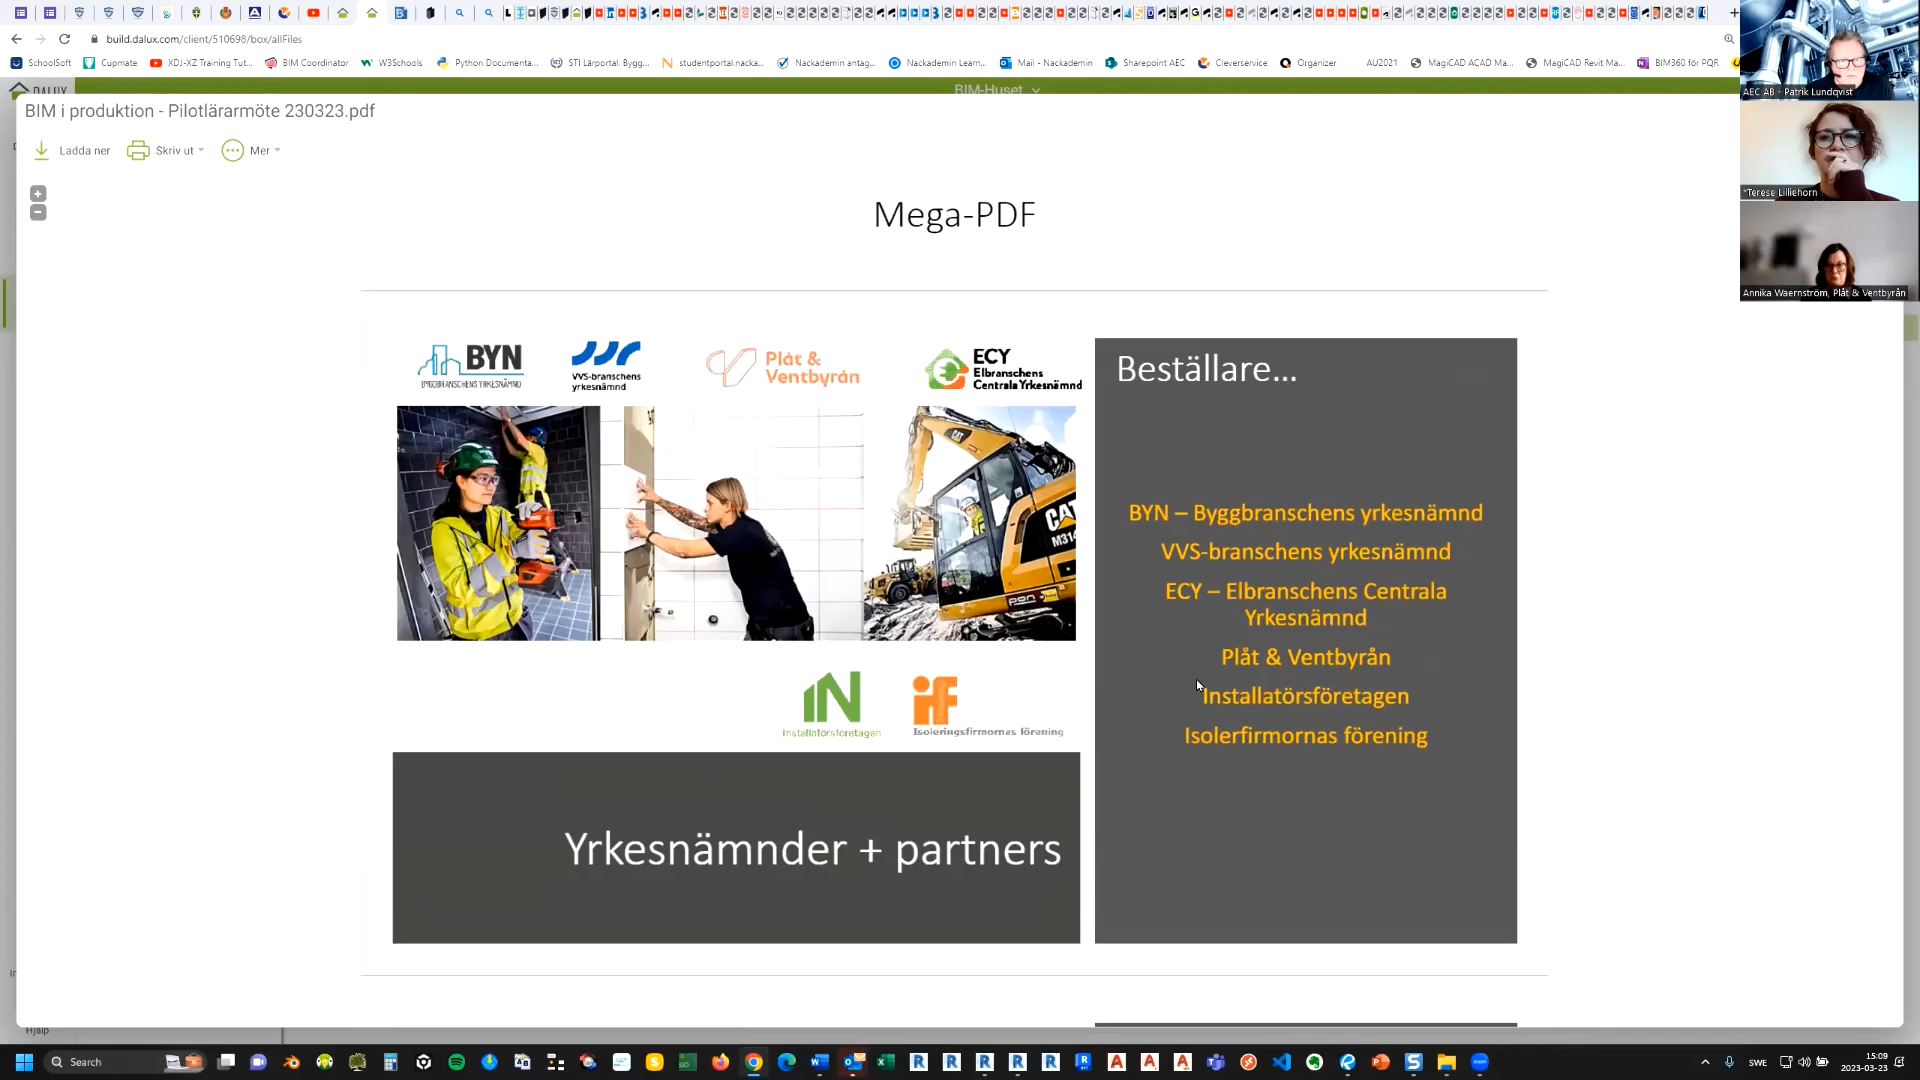 build.dalux.com/client/510698/box/allFiles
SchoolSoft
Cupmate
XDJ-XZ Training Tut...
BIM Coordinator
W3Schools
Python Documenta...
STI Lärportal: Bygg...
studentportal.nacka...
Nackademin antag...
Nackademin Learn...
Mail - Nackademin
Sharepoint AEC
Cleverservice
Organizer
AU2021
MagiCAD ACAD Ma...
MagiCAD Revit Ma...
BIM360 för PQR
DALUX
BIM-Huset
AEC AB - Patrik Lundqvist
*Terese Lilliehorn
Annika Waernström, Plåt & Ventbyrån
BIM i produktion - Pilotlärarmöte 230323.pdf
Ladda ner
Skriv ut
Mer
Mega-PDF
BYN
BYGGBRANSCHENS YRKESNÄMND
VVS-branschens
yrkesnämnd
Plåt &
Ventbyrån
ECY
Elbranschens
Centrala Yrkesnämnd
CAT
CAT
M314
pon
Beställare...
BYN – Byggbranschens yrkesnämnd
VVS-branschens yrkesnämnd
ECY – Elbranschens Centrala
Yrkesnämnd
Plåt & Ventbyrån
Installatörsföretagen
Isolerfirmornas förening
IN
Installatörsföretagen
iF
Isoleringsfirmornas förening
Yrkesnämnder + partners
Hjälp
Search
SWE
15:09
2023-03-23